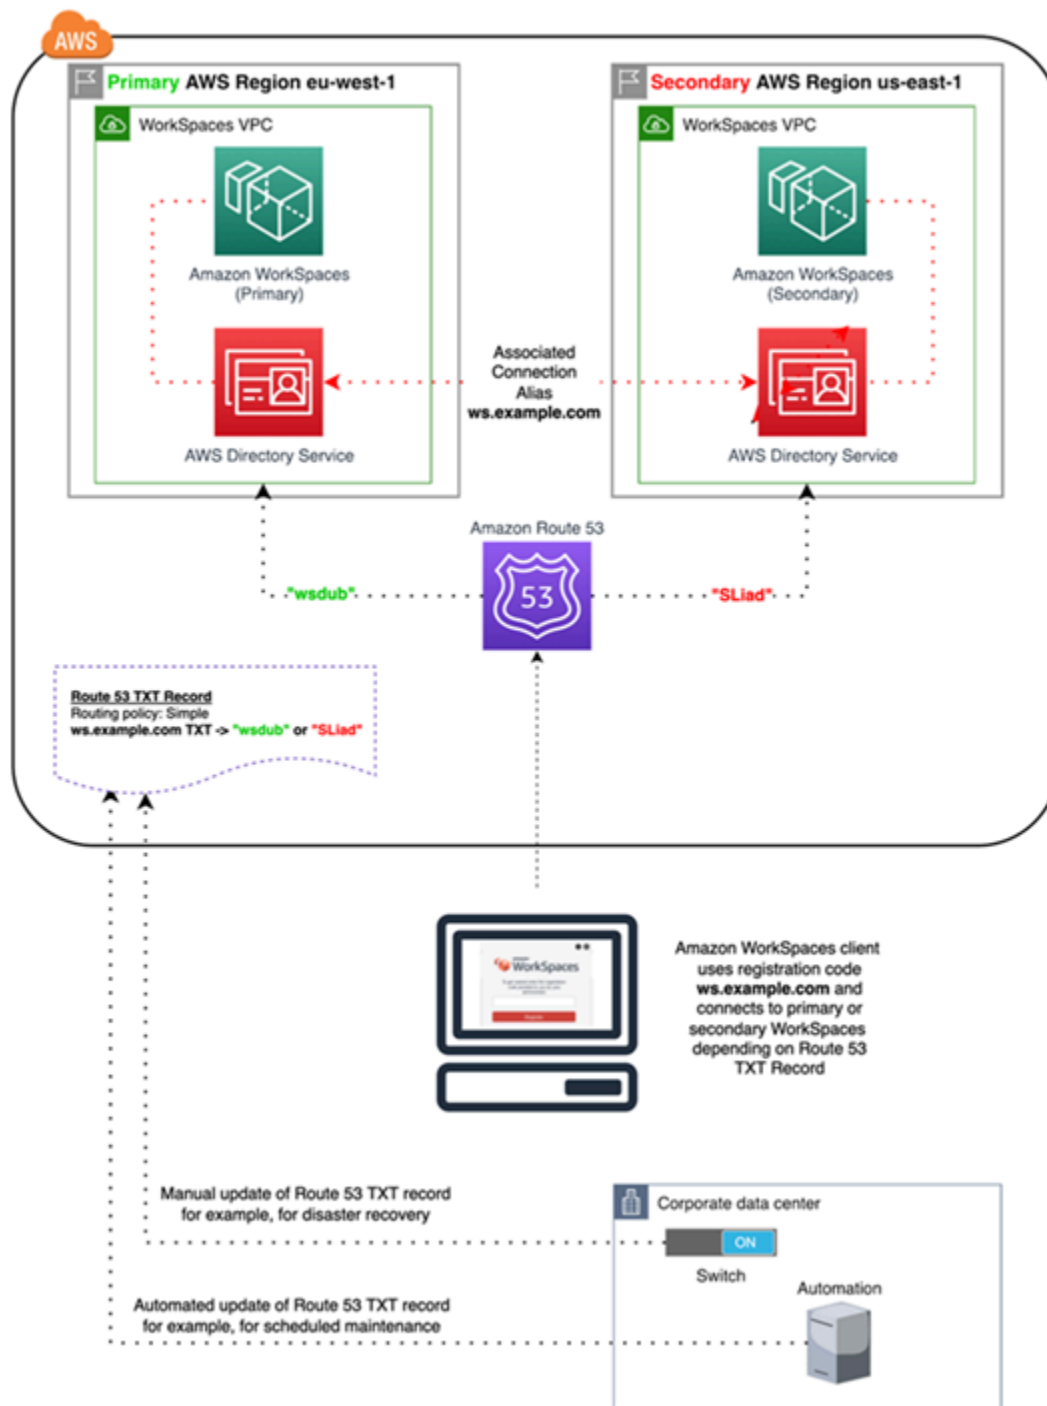 AWS
Primary AWS Region eu-west-1
WorkSpaces VPC
Amazon WorkSpaces
(Primary)
AWS Directory Service
Secondary AWS Region us-east-1
WorkSpaces VPC
Amazon WorkSpaces
(Secondary)
AWS Directory Service
Associated
Connection
Alias
ws.example.com
Amazon Route 53
53
"wsdub"
"SLiad"
Route 53 TXT Record
Routing policy: Simple
ws.example.com TXT -> "wsdub" or "SLiad"
WorkSpaces
Register
Amazon WorkSpaces client
uses registration code
ws.example.com and
connects to primary or
secondary WorkSpaces
depending on Route 53
TXT Record
Manual update of Route 53 TXT record
for example, for disaster recovery
Automated update of Route 53 TXT record
for example, for scheduled maintenance
Corporate data center
ON
Switch
Automation